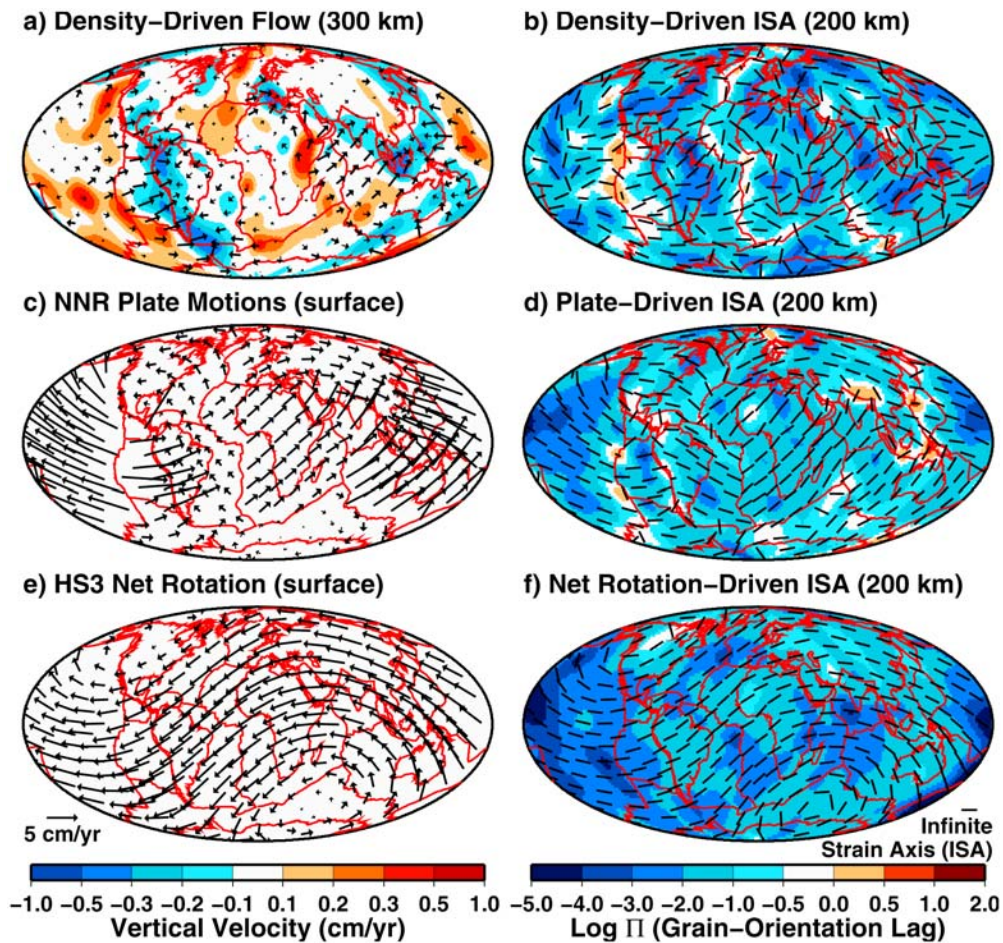 a) Density–Driven Flow (300 km)
b) Density–Driven ISA (200 km)
c) NNR Plate Motions (surface)
d) Plate–Driven ISA (200 km)
e) HS3 Net Rotation (surface)
f) Net Rotation–Driven ISA (200 km)
5 cm/yr
Infinite
Strain Axis (ISA)
−1.0 −0.5 −0.3 −0.2 −0.1 0.1 0.2 0.3 0.5 1.0
Vertical Velocity (cm/yr)
−5.0 −4.0 −3.0 −2.0 −1.0 −0.5 0.0 0.5 1.0 2.0
Log Π (Grain–Orientation Lag)